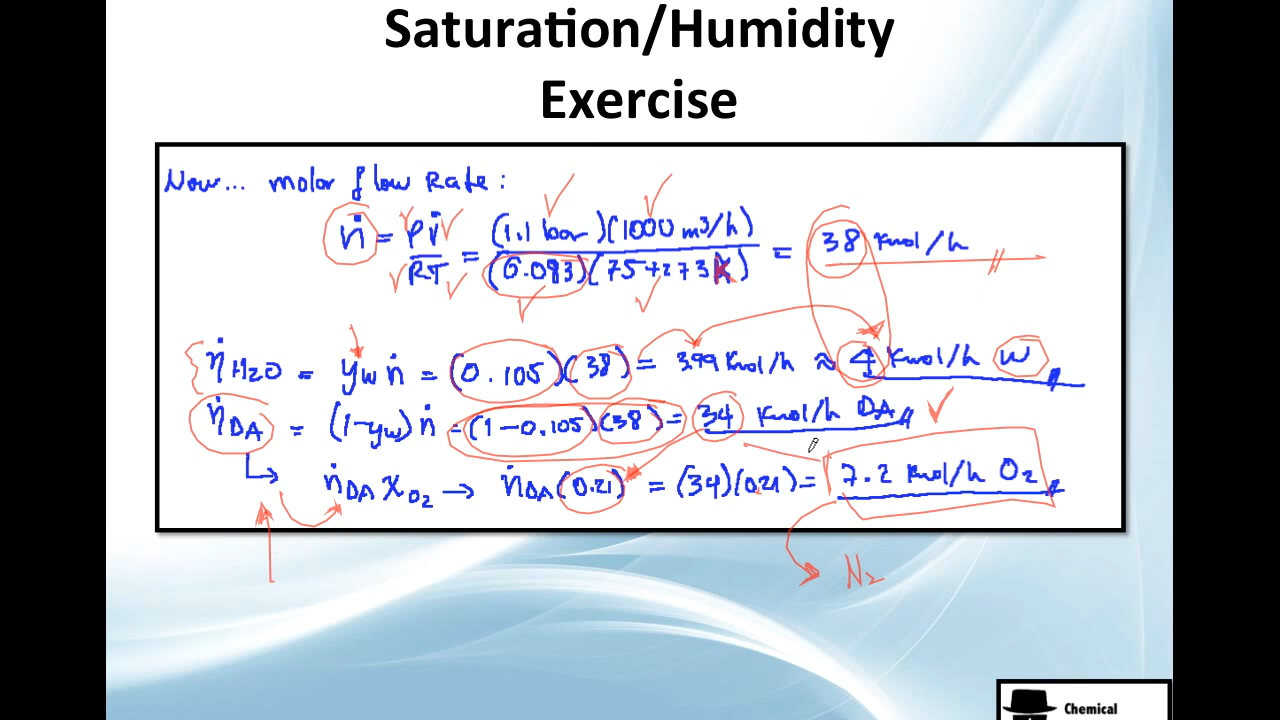 Saturation/Humidity
Exercise
Now... molar flow Rate:
ṅ = PV̇/RT = (1.1 bar)(1000 m³/h)/(0.083)(75+273K) = 38 Kmol/h
ṅH2O = yw ṅ = (0.105)(38) = 3.99 Kmol/h ≈ 4 Kmol/h W
ṅDA = (1-yw) ṅ = (1-0.105)(38) = 34 Kmol/h DA
ṅDA XO2 → ṅDA (0.21) = (34)(0.21) = 7.2 Kmol/h O2
N2
Chemical